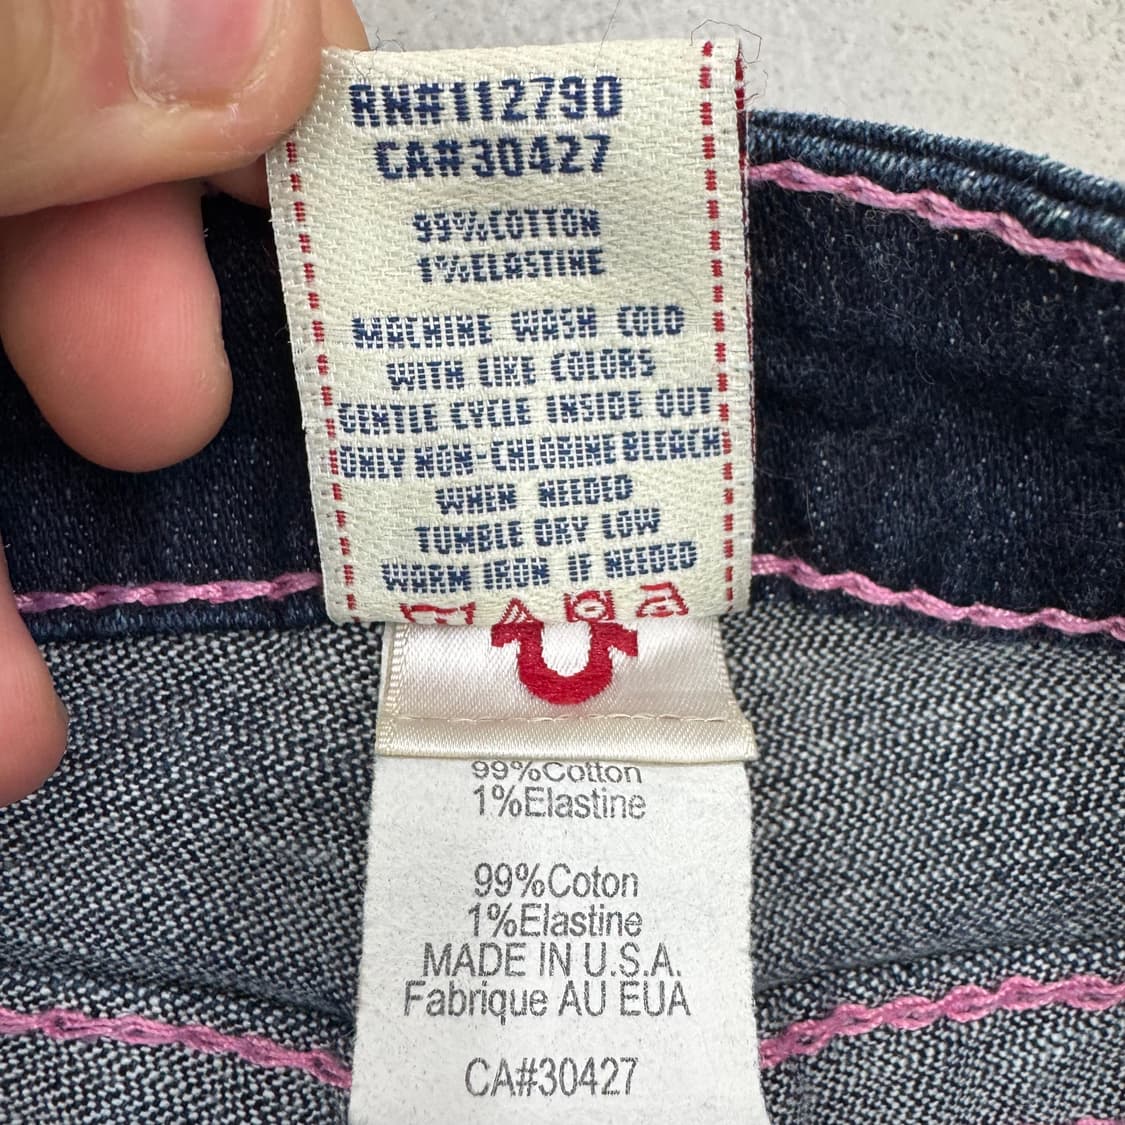 RN#112790
CA#30427
99%COTTON
1%ELASTINE
MACHINE WASH COLD
WITH LIKE COLORS
GENTLE CYCLE INSIDE OUT
ONLY NON-CHLORINE BLEACH
WHEN NEEDED
TUMBLE DRY LOW
WARM IRON IF NEEDED
99%Cotton
1%Elastine
99%Coton
1%Elastine
MADE IN U.S.A.
Fabrique AU EUA
CA#30427